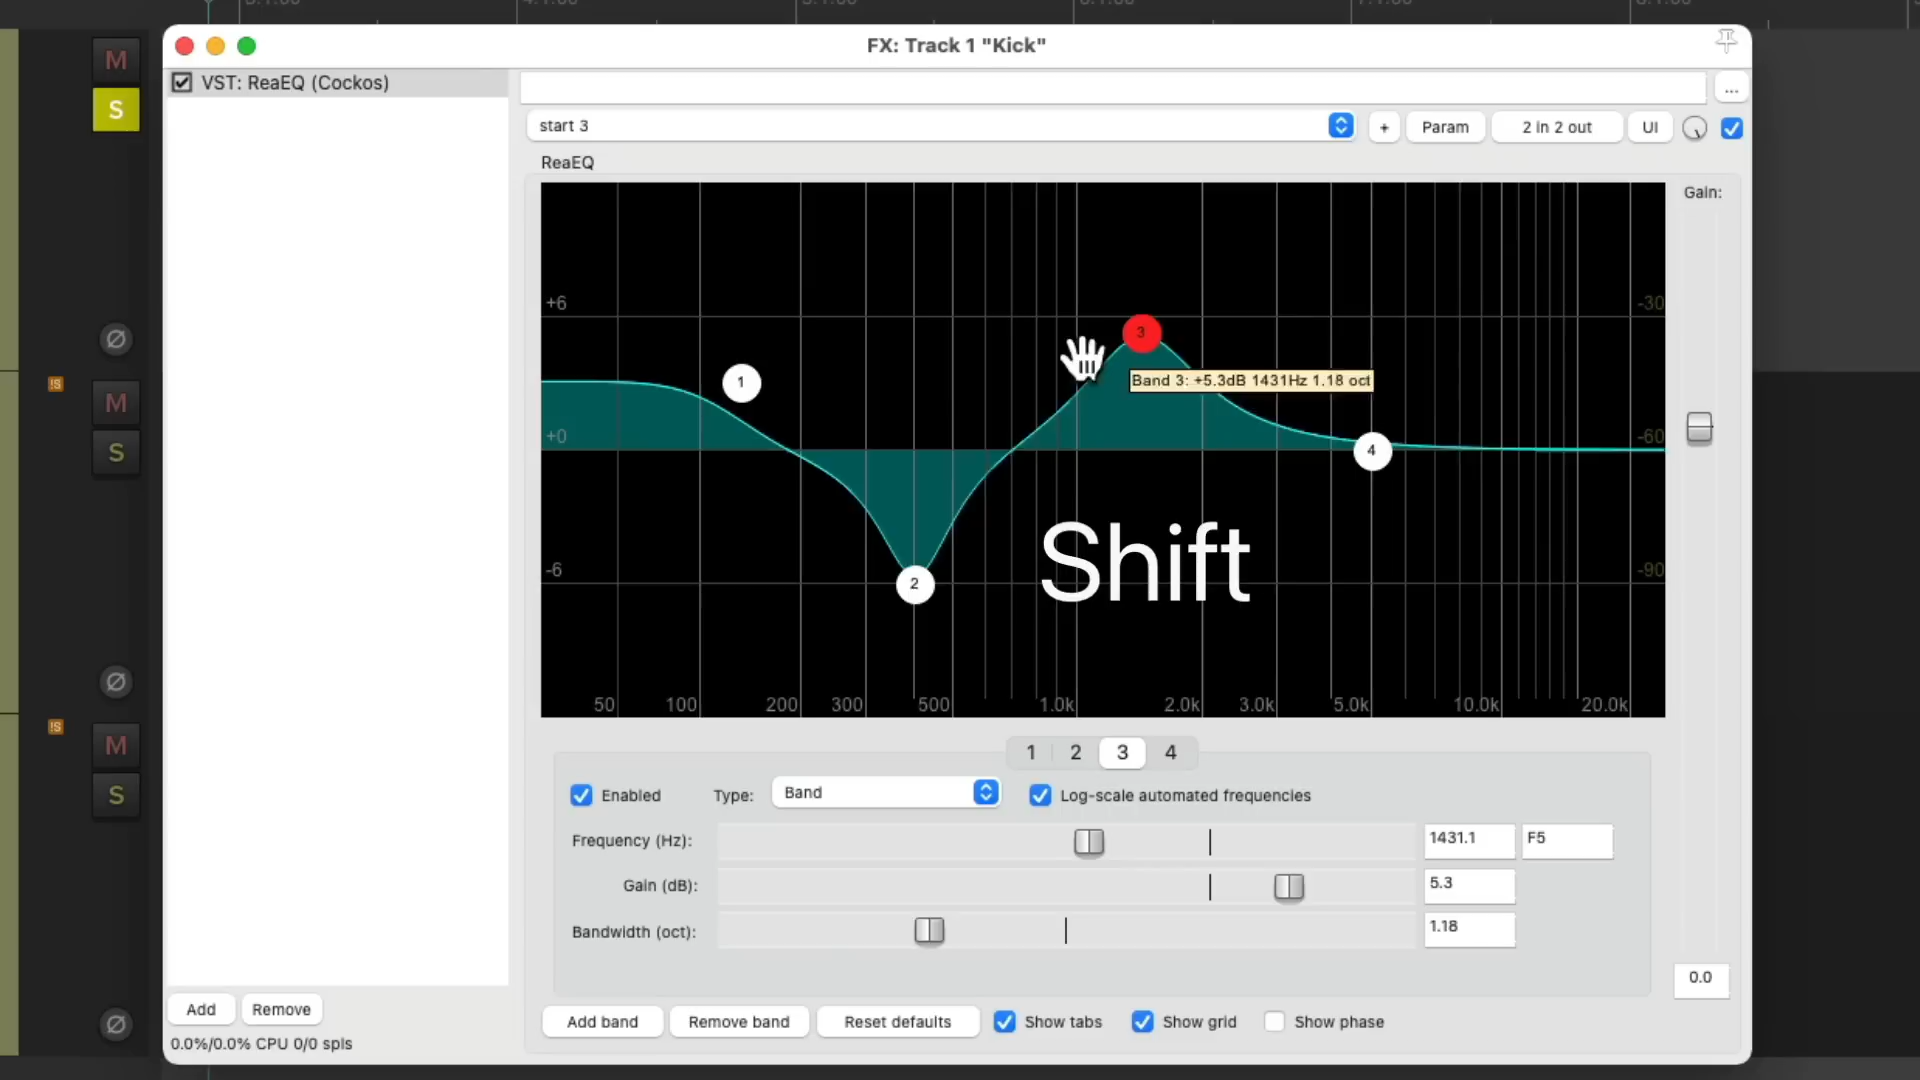 FX: Track 1 "Kick"
M
VST: ReaEQ (Cockos)
...
S
start 3
+
Param
2 in 2 out
UI
ReaEQ
Gain:
+6
-30
3
Band 3: +5.3dB 1431Hz 1.18 oct
1
M
+0
-60
4
S
Shift
-6
-90
2
50
100
200
300
500
1.0k
2.0k
3.0k
5.0k
10.0k
20.0k
M
1
2
3
4
S
Enabled
Type:
Band
Log-scale automated frequencies
Frequency (Hz):
1431.1
F5
Gain (dB):
5.3
Bandwidth (oct):
1.18
0.0
Add
Remove
Add band
Remove band
Reset defaults
Show tabs
Show grid
Show phase
0.0%/0.0% CPU 0/0 spls